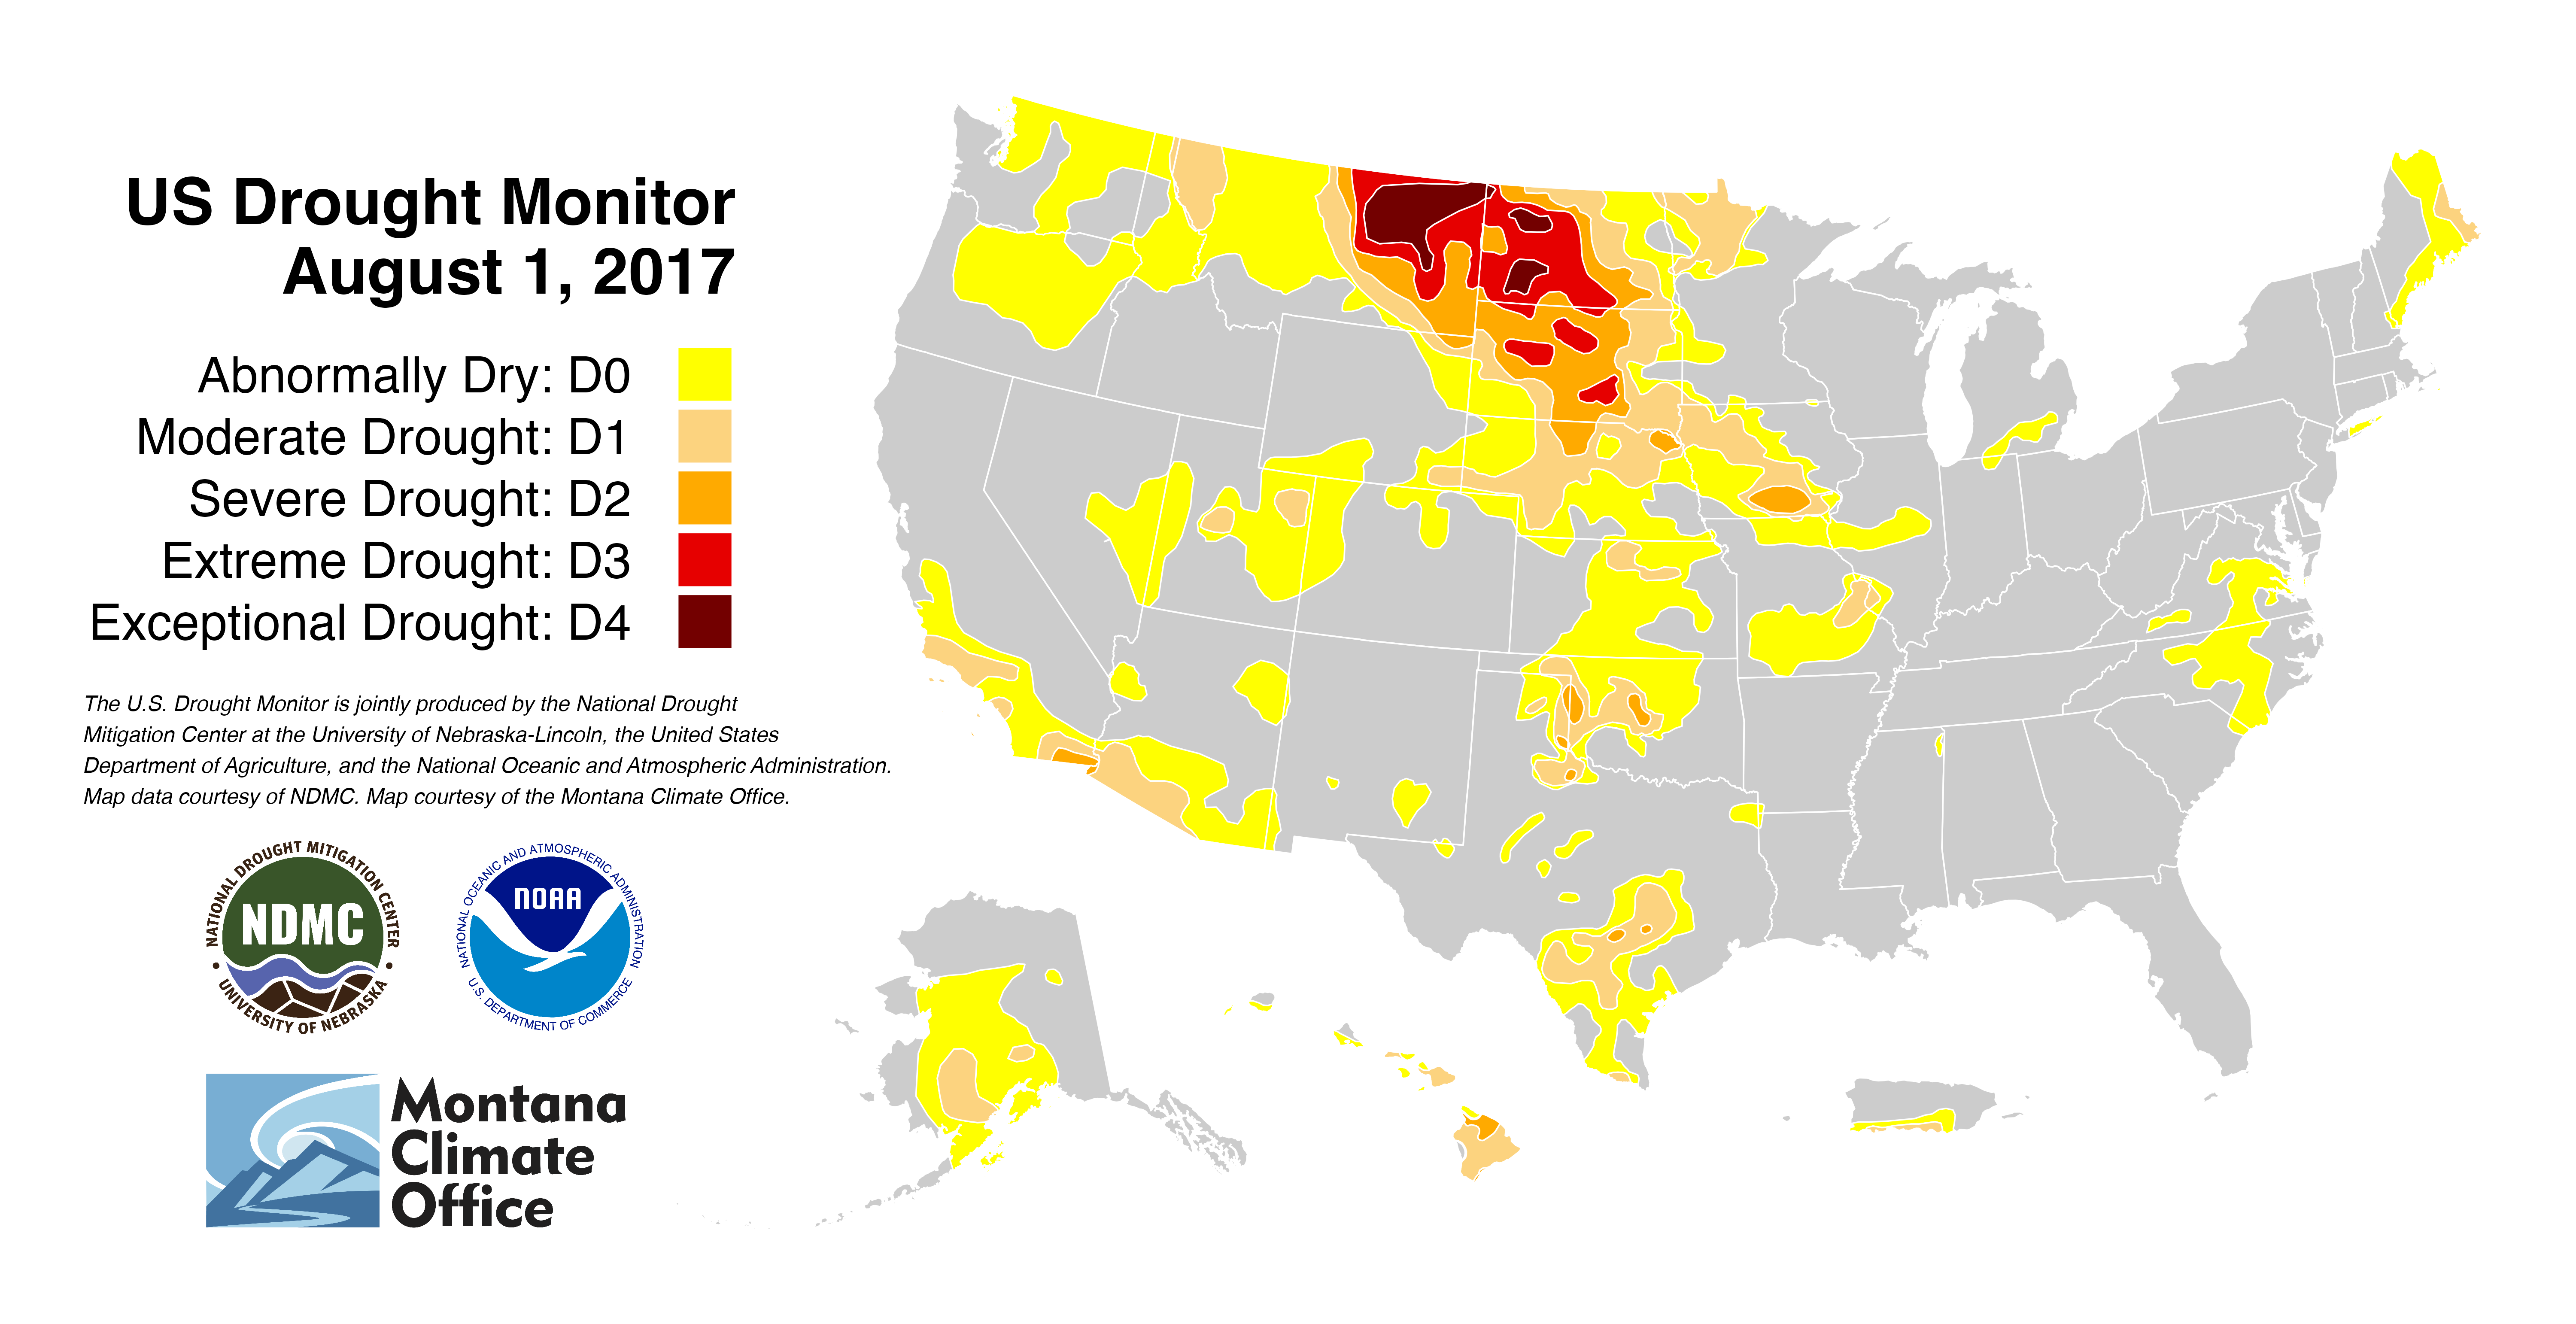 US Drought Monitor
August 1, 2017
Abnormally Dry: D0
Moderate Drought: D1
Severe Drought: D2
Extreme Drought: D3
Exceptional Drought: D4
The U.S. Drought Monitor is jointly produced by the National Drought
Mitigation Center at the University of Nebraska-Lincoln, the United States
Department of Agriculture, and the National Oceanic and Atmospheric Administration.
Map data courtesy of NDMC. Map courtesy of the Montana Climate Office.
NATIONAL DROUGHT MITIGATION CENTER
NDMC
UNIVERSITY OF NEBRASKA
NATIONAL OCEANIC AND ATMOSPHERIC ADMINISTRATION
NOAA
U.S. DEPARTMENT OF COMMERCE
Montana
Climate
Office